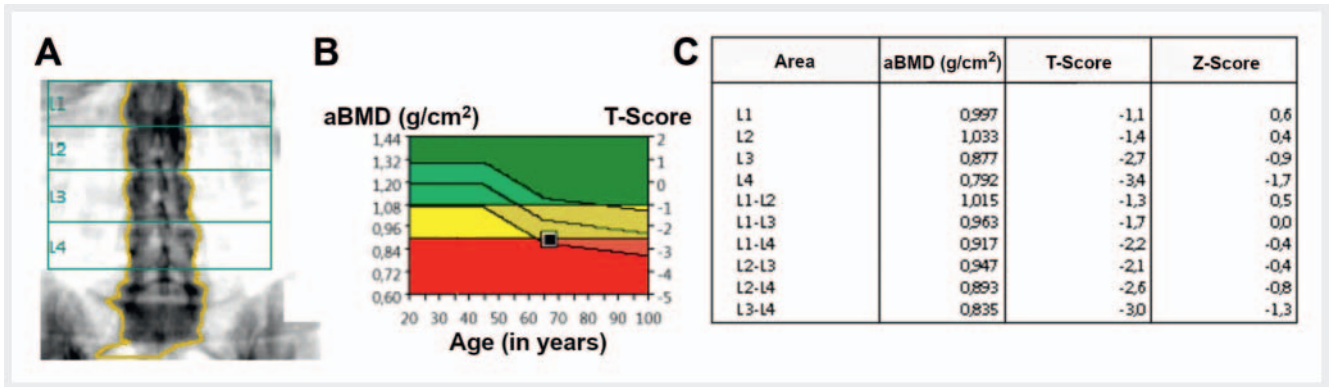 A
L1
L2
L3
L4
B
aBMD (g/cm²) T-Score
1,44 2
1,32 1
1,20 0
1,08 -1
0,96 -2
0,84 -3
0,72 -4
0,60 -5
20 30 40 50 60 70 80 90 100
Age (in years)
C
Area aBMD (g/cm²) T-Score Z-Score
L1 0,997 -1,1 0,6
L2 1,033 -1,4 0,4
L3 0,877 -2,7 -0,9
L4 0,792 -3,4 -1,7
L1-L2 1,015 -1,3 0,5
L1-L3 0,963 -1,7 0,0
L1-L4 0,917 -2,2 -0,4
L2-L3 0,947 -2,1 -0,4
L2-L4 0,893 -2,6 -0,8
L3-L4 0,835 -3,0 -1,3